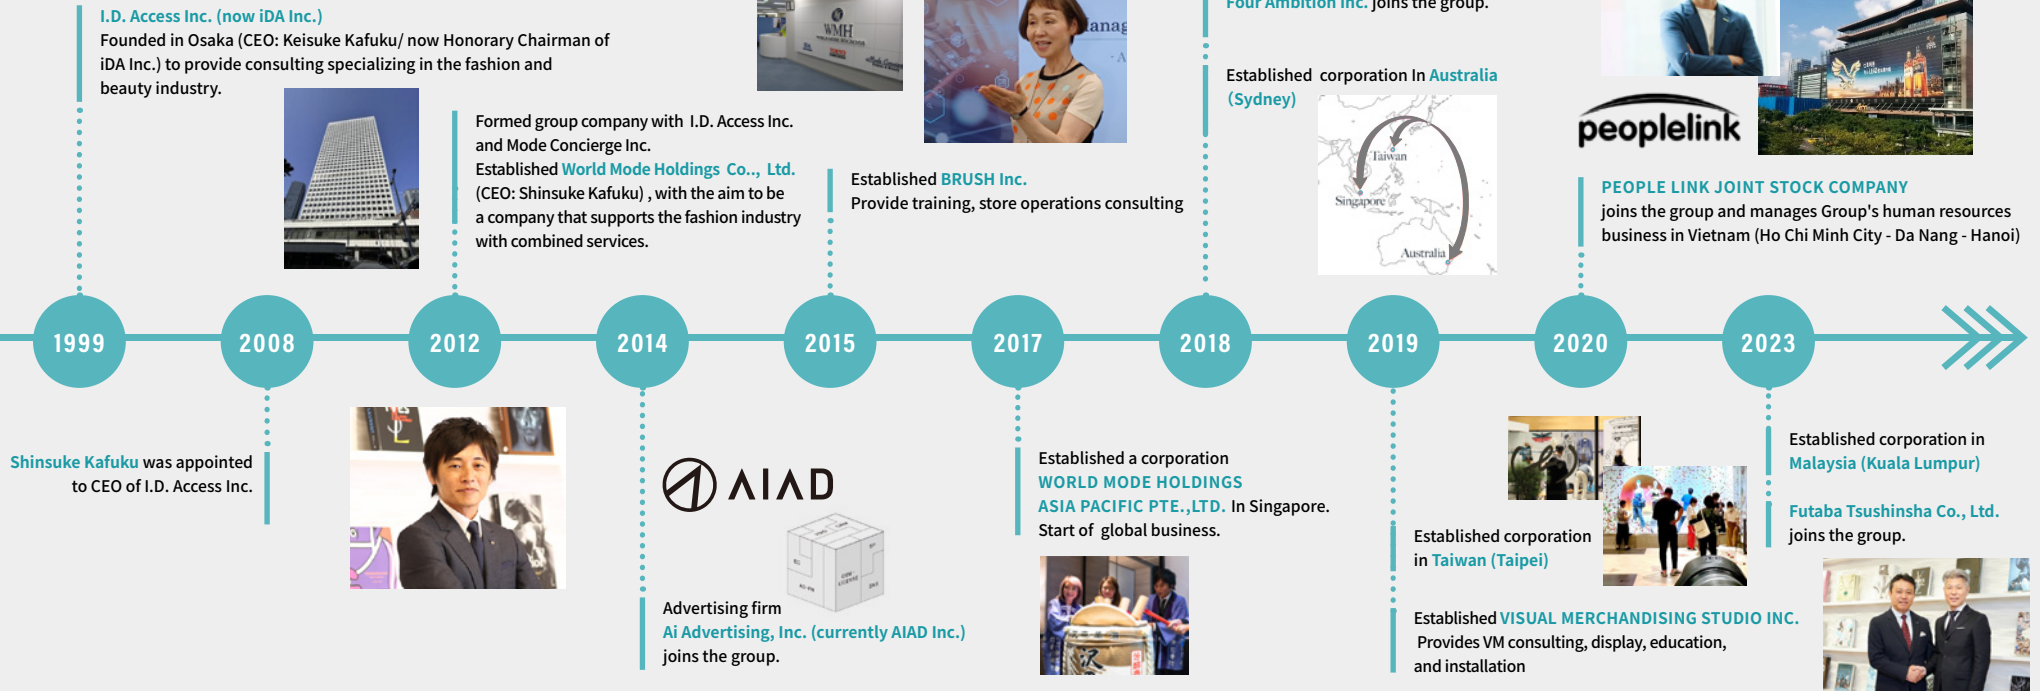 I.D. Access Inc. (now iDA Inc.)
Founded in Osaka (CEO: Keisuke Kafuku/ now Honorary Chairman of
iDA Inc.) to provide consulting specializing in the fashion and
beauty industry.
Formed group company with I.D. Access Inc.
and Mode Concierge Inc.
Established World Mode Holdings Co.., Ltd.
(CEO: Shinsuke Kafuku) , with the aim to be
a company that supports the fashion industry
with combined services.
WMH
Established BRUSH Inc.
Provide training, store operations consulting
Four Ambition Inc. joins the group.
Established corporation In Australia
(Sydney)
Taiwan
Singapore
Australia
peoplelink
PEOPLE LINK JOINT STOCK COMPANY
joins the group and manages Group's human resources
business in Vietnam (Ho Chi Minh City - Da Nang - Hanoi)
1999
2008
2012
2014
2015
2017
2018
2019
2020
2023
Shinsuke Kafuku was appointed
to CEO of I.D. Access Inc.
AIAD
Advertising firm
Ai Advertising, Inc. (currently AIAD Inc.)
joins the group.
Established a corporation
WORLD MODE HOLDINGS
ASIA PACIFIC PTE.,LTD. In Singapore.
Start of global business.
Established corporation
in Taiwan (Taipei)
Established VISUAL MERCHANDISING STUDIO INC.
Provides VM consulting, display, education,
and installation
Established corporation in
Malaysia (Kuala Lumpur)
Futaba Tsushinsha Co., Ltd.
joins the group.